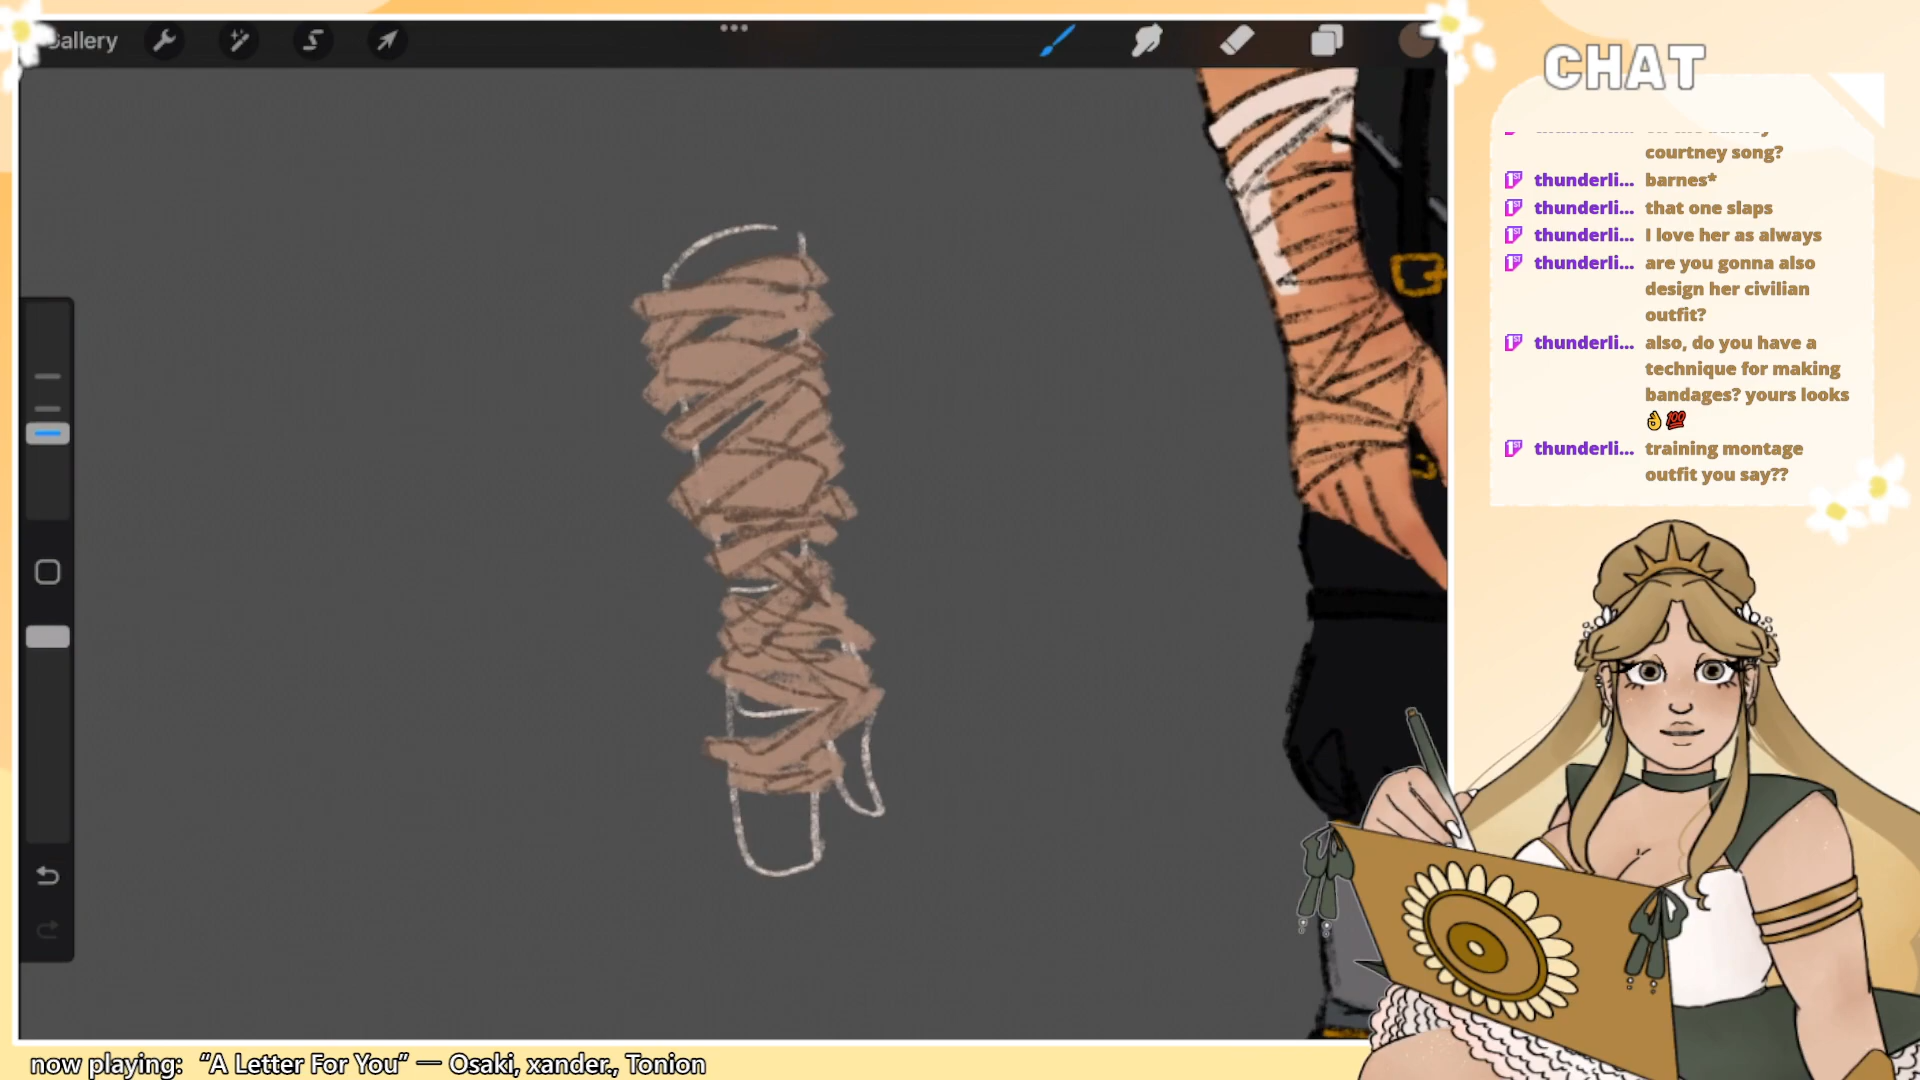 Gallery
CHAT
courtney song?
thunderli... barnes*
thunderli... that one slaps
thunderli... I love her as always
thunderli... are you gonna also
design her civilian
outfit?
thunderli... also, do you have a
technique for making
bandages? yours looks
👌💯
thunderli... training montage
outfit you say??
now playing: “A Letter For You” — Osaki, xander., Tonion